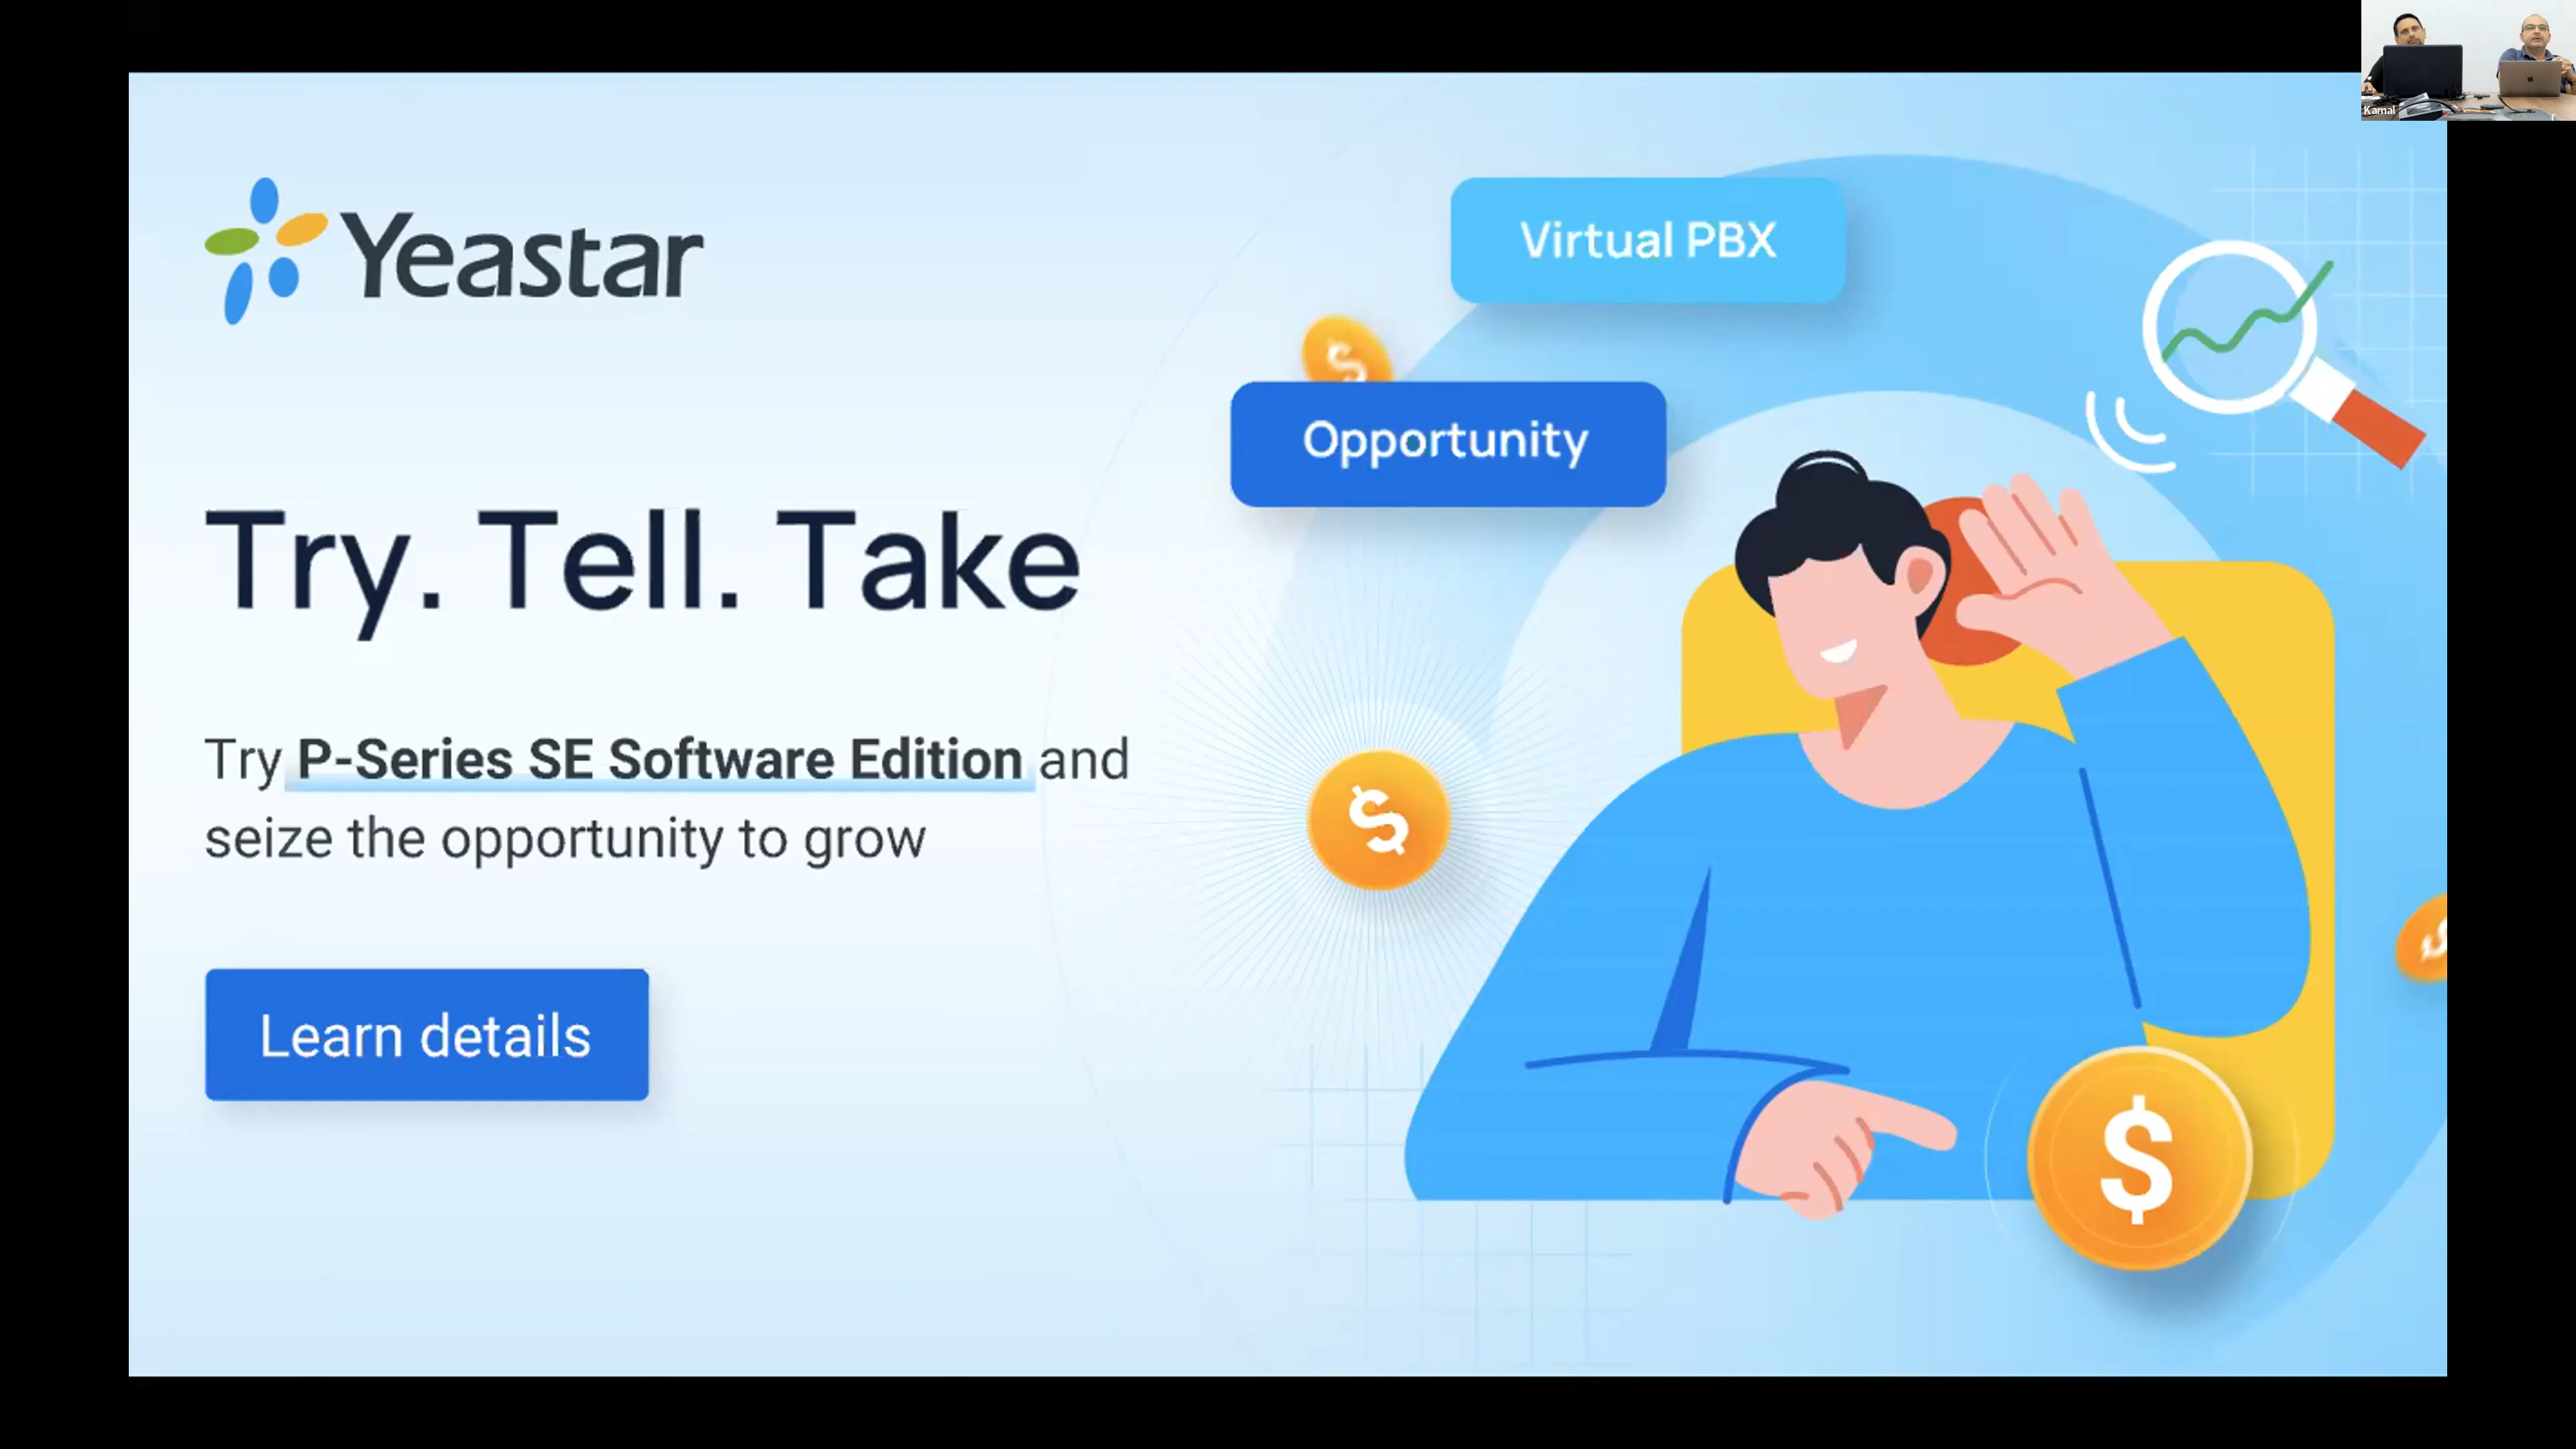 Kamal
Yeastar
Virtual PBX
Opportunity
Try. Tell. Take
Try P-Series SE Software Edition and
seize the opportunity to grow
Learn details
$
$
$
$